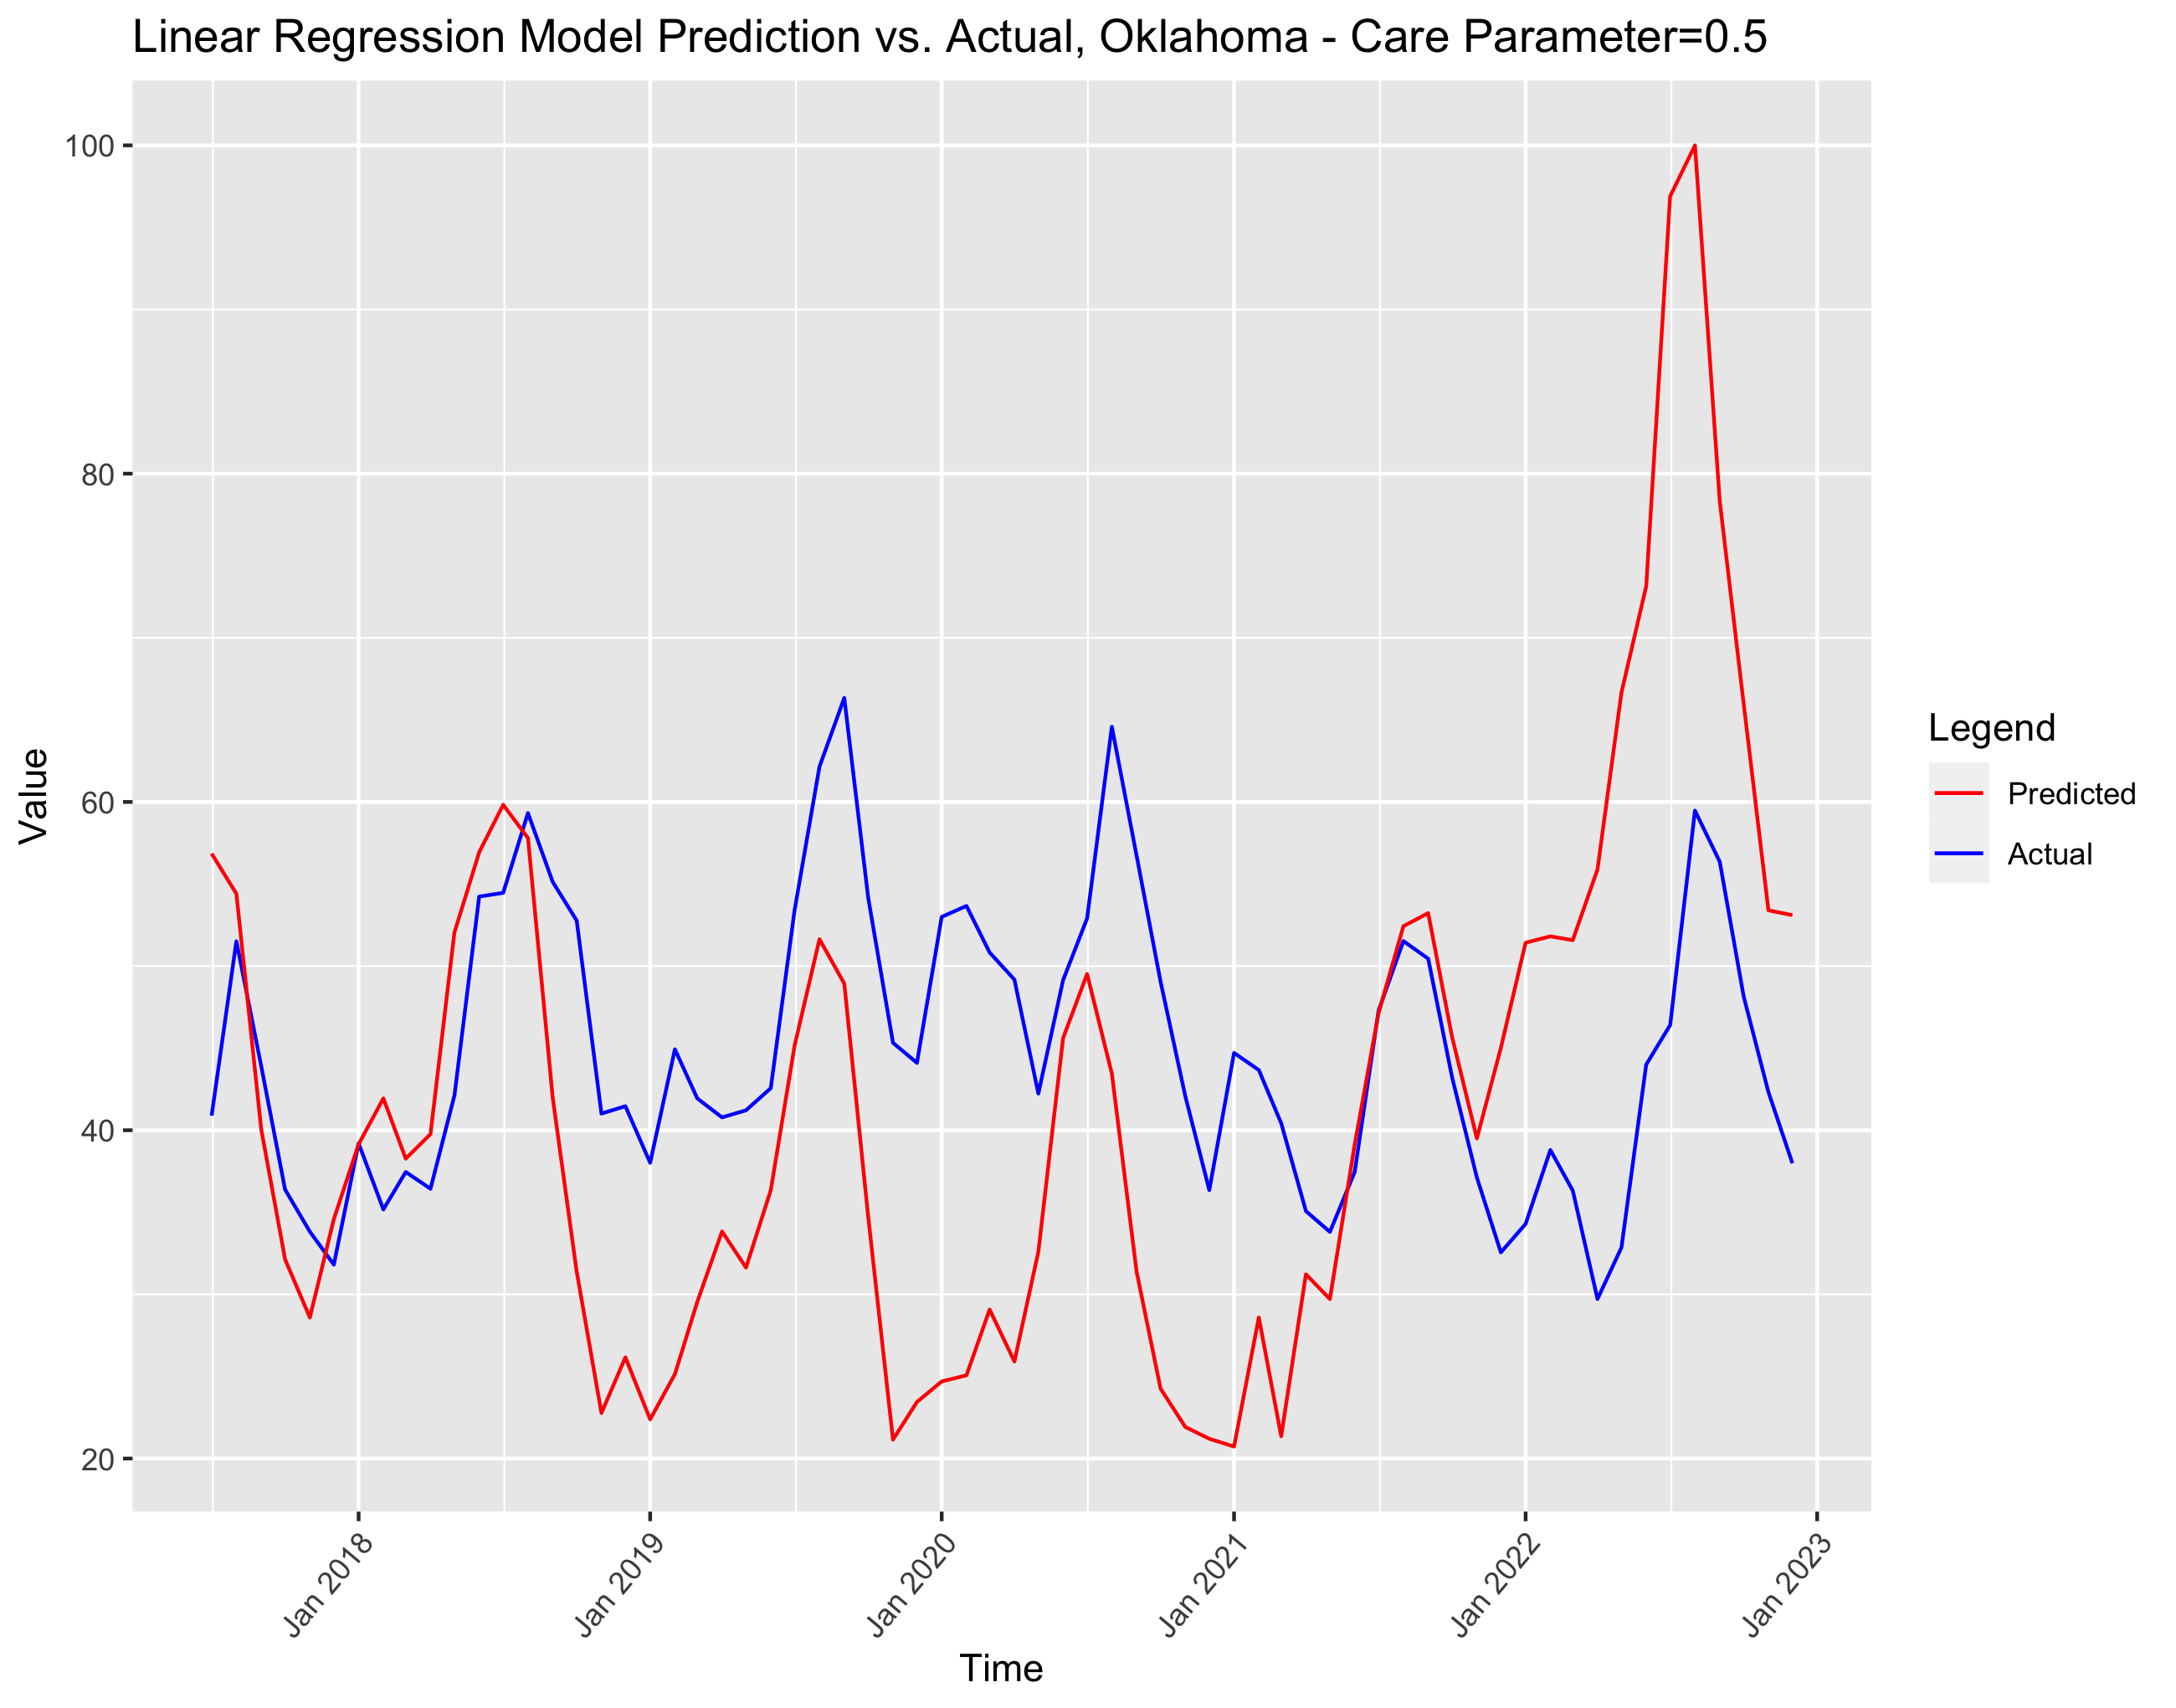 Linear Regression Model Prediction vs. Actual, Oklahoma - Care Parameter=0.5
Value
100
80
60
40
20
Jan 2018
Jan 2019
Jan 2020
Jan 2021
Jan 2022
Jan 2023
Time
Legend
Predicted
Actual